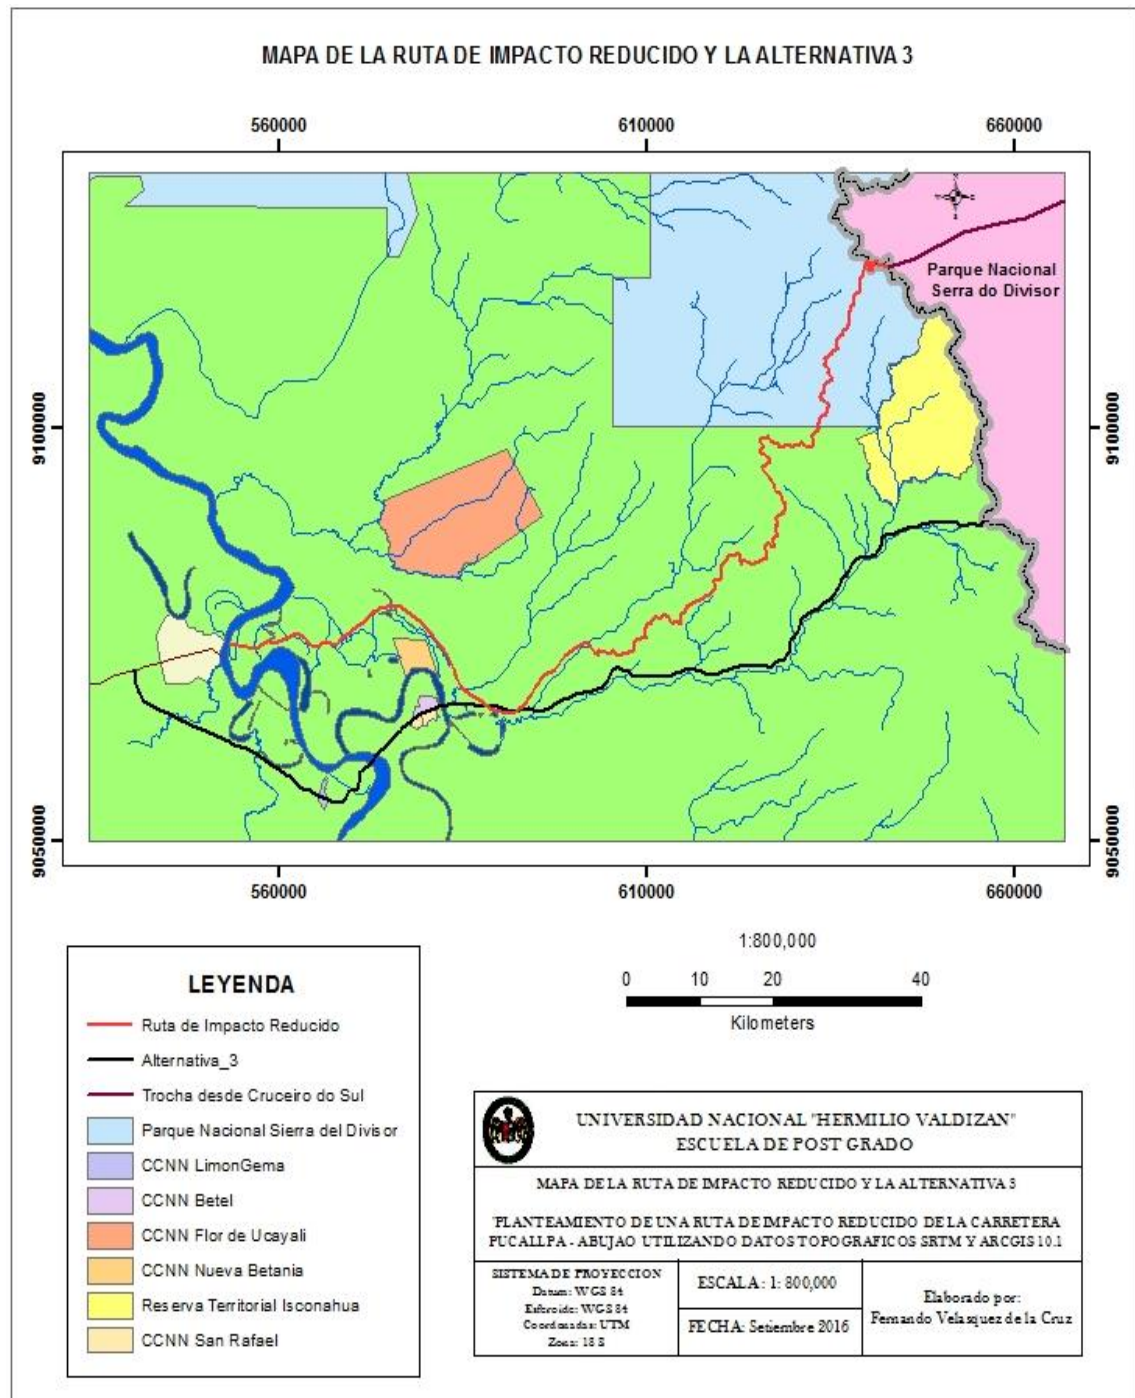 MAPA DE LA RUTA DE IMPACTO REDUCIDO Y LA ALTERNATIVA 3
560000 610000 660000
Parque Nacional
Serra do Divisor
9100000 9100000
9050000 9050000
560000 610000 660000
1:800,000
0 10 20 40
Kilometers
LEYENDA
Ruta de Impacto Reducido
Alternativa_3
Trocha desde Cruceiro do Sul
Parque Nacional Sierra del Divisor
CCNN LimonGema
CCNN Betel
CCNN Flor de Ucayali
CCNN Nueva Betania
Reserva Territorial Isconahua
CCNN San Rafael
UNIVERSIDAD NACIONAL "HERMILIO VALDIZAN"
ESCUELA DE POST GRADO
MAPA DE LA RUTA DE IMPACTO REDUCIDO Y LA ALTERNATIVA 3
PLANTEAMIENTO DE UNA RUTA DE IMPACTO REDUCIDO DE LA CARRETERA
PUCALLPA - ABUJAO UTILIZANDO DATOS TOPOGRAFICOS SRTM Y ARCGIS 10.1
SISTEMA DE PROYECCION
Datum: WGS 84
Esferoide: WGS 84
Coordenadas: UTM
Zona: 18 S
ESCALA: 1: 800,000
FECHA: Setiembre 2016
Elaborado por:
Fernando Velasquez de la Cruz